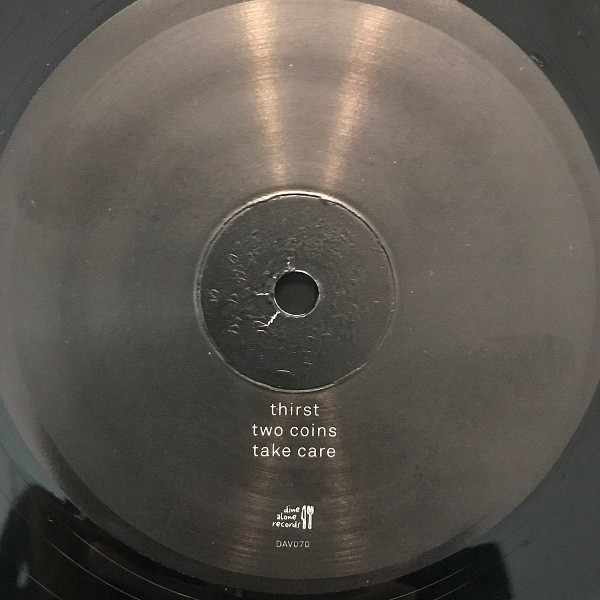 thirst
two coins
take care
dine
alone
records
DAV070